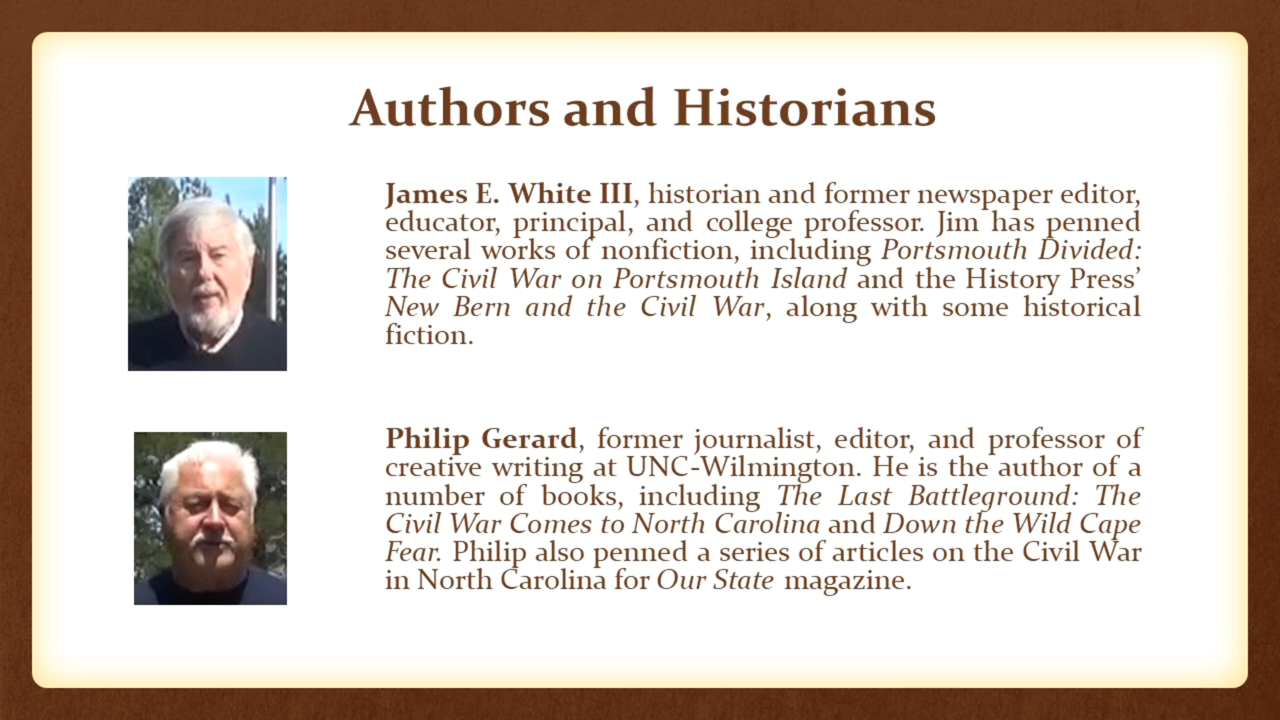 Authors and Historians
James E. White III, historian and former newspaper editor,
educator, principal, and college professor. Jim has penned
several works of nonfiction, including Portsmouth Divided:
The Civil War on Portsmouth Island and the History Press’
New Bern and the Civil War, along with some historical
fiction.
Philip Gerard, former journalist, editor, and professor of
creative writing at UNC-Wilmington. He is the author of a
number of books, including The Last Battleground: The
Civil War Comes to North Carolina and Down the Wild Cape
Fear. Philip also penned a series of articles on the Civil War
in North Carolina for Our State magazine.